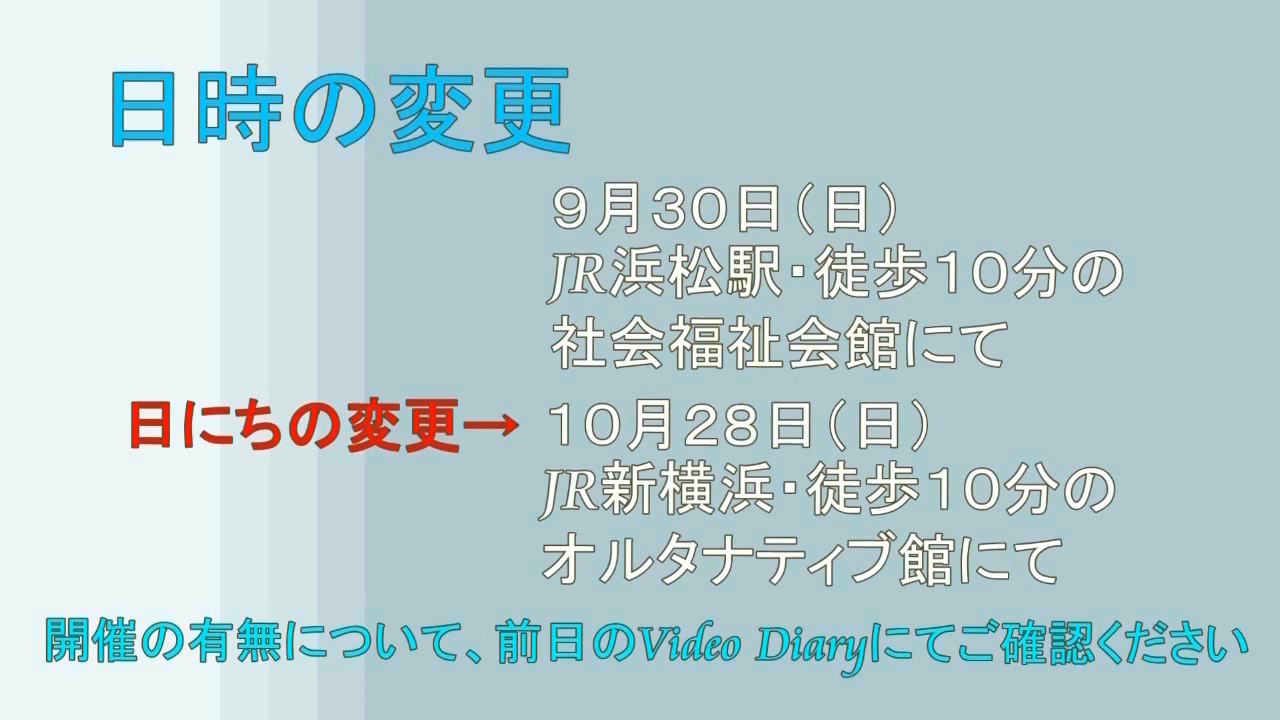 日時の変更
9月30日(日)
JR浜松駅・徒歩10分の
社会福祉会館にて
日にちの変更→ 10月28日(日)
JR新横浜・徒歩10分の
オルタナティブ館にて
開催の有無について、前日のVideo Diaryにてご確認ください